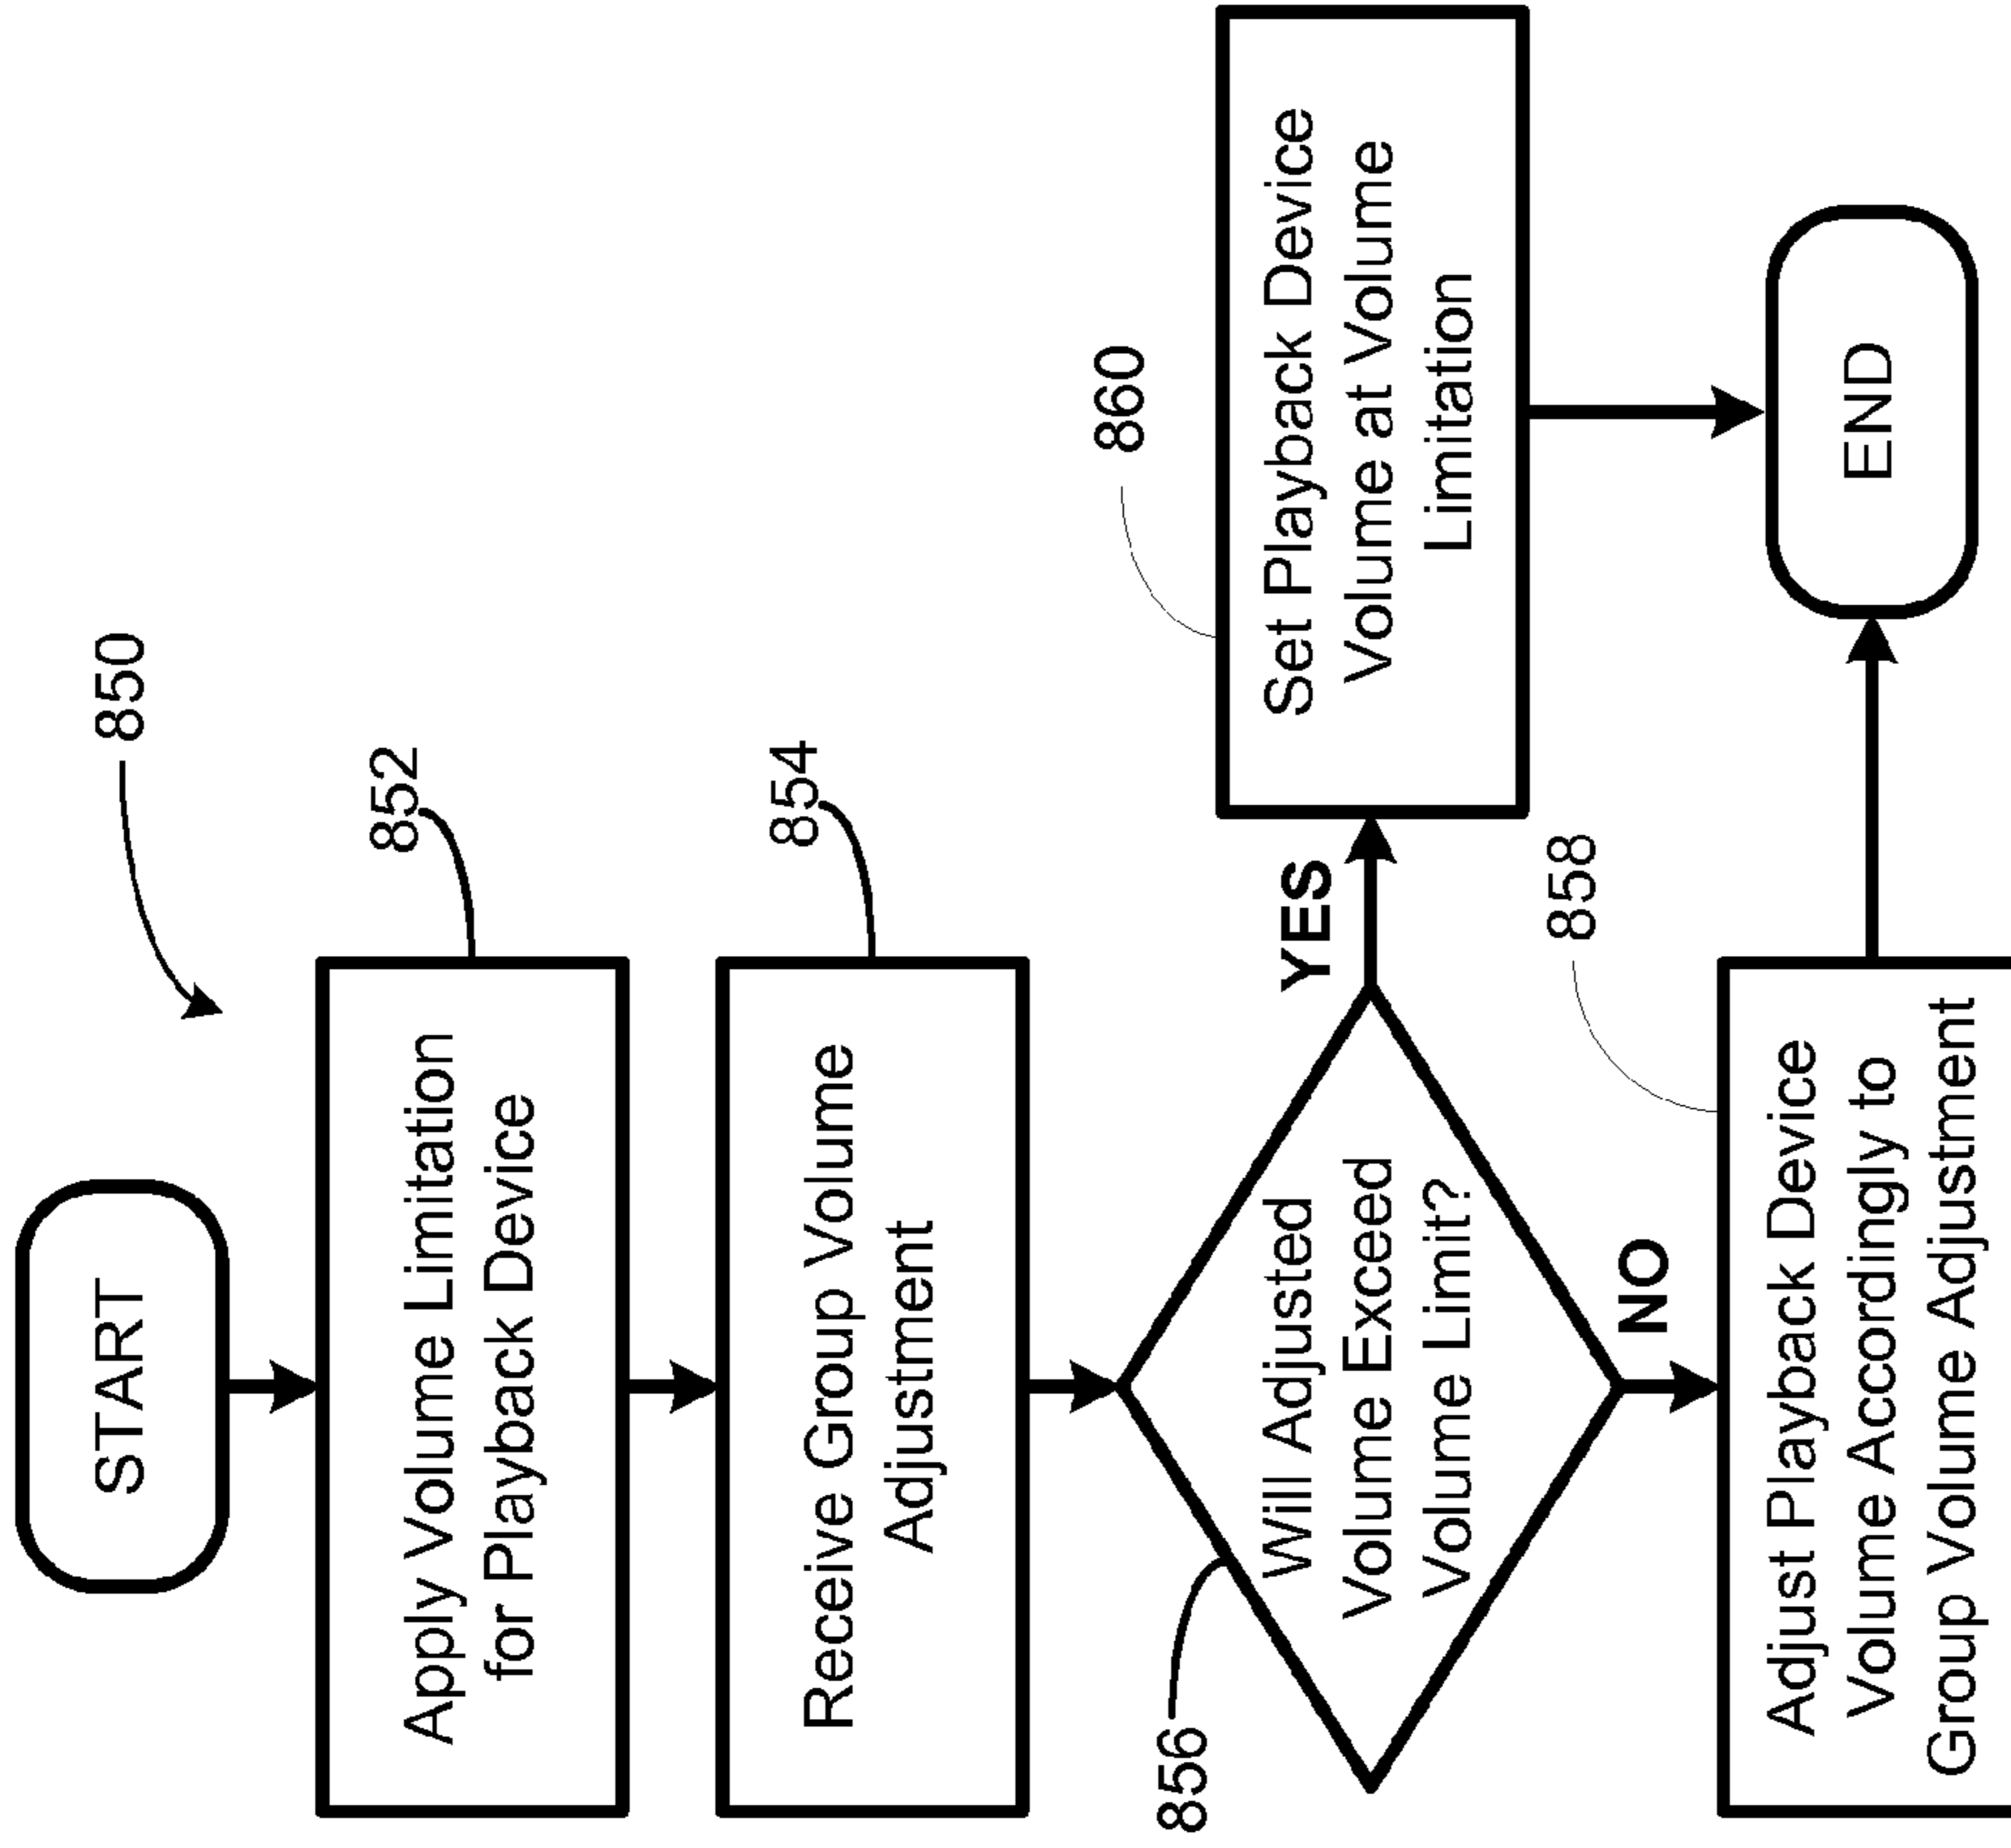 START
850
852
Apply Volume Limitation
for Playback Device
854
Receive Group Volume
Adjustment
856
Will Adjusted
Volume Exceed
Volume Limit?
YES
860
Set Playback Device
Volume at Volume
Limitation
NO
858
Adjust Playback Device
Volume Accordingly to
Group Volume Adjustment
END